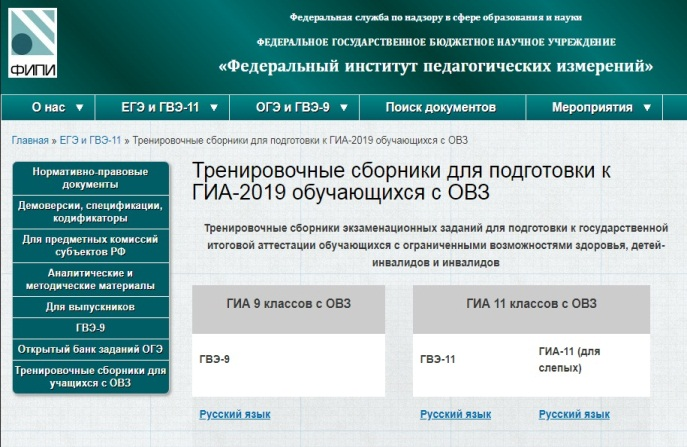 Федеральная служба по надзору в сфере образования и науки
ФЕДЕРАЛЬНОЕ ГОСУДАРСТВЕННОЕ БЮДЖЕТНОЕ НАУЧНОЕ УЧРЕЖДЕНИЕ
«Федеральный институт педагогических измерений»
ФИПИ
О нас ▼ ЕГЭ и ГВЭ-11 ▼ ОГЭ и ГВЭ-9 ▼ Поиск документов Мероприятия ▼
Главная » ЕГЭ и ГВЭ-11 » Тренировочные сборники для подготовки к ГИА-2019 обучающихся с ОВЗ
Нормативно-правовые
документы
Демоверсии, спецификации,
кодификаторы
Для предметных комиссий
субъектов РФ
Аналитические и
методические материалы
Для выпускников
ГВЭ-9
Открытый банк заданий ОГЭ
Тренировочные сборники для
учащихся с ОВЗ
Тренировочные сборники для подготовки к
ГИА-2019 обучающихся с ОВЗ
Тренировочные сборники экзаменационных заданий для подготовки к государственной
итоговой аттестации обучающихся с ограниченными возможностями здоровья, детей-
инвалидов и инвалидов
ГИА 9 классов с ОВЗ ГИА 11 классов с ОВЗ
ГВЭ-9 ГВЭ-11 ГИА-11 (для
слепых)
Русский язык Русский язык Русский язык